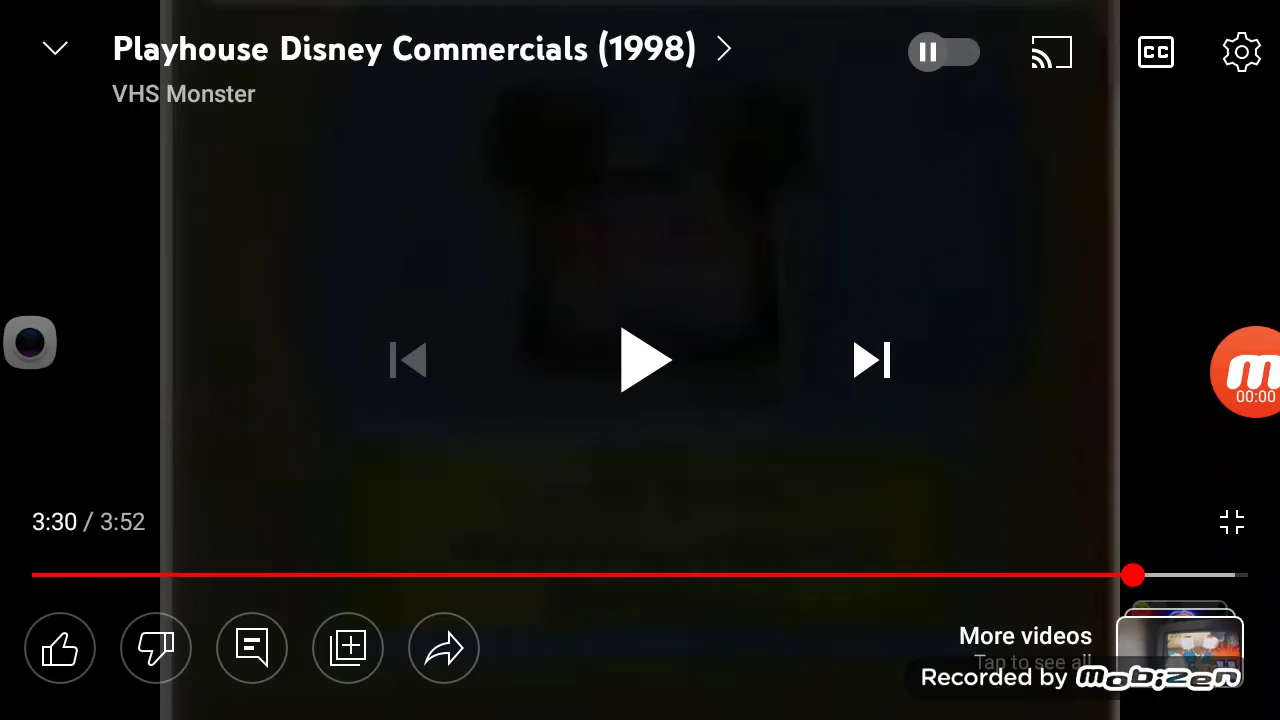 Playhouse Disney Commercials (1998)
VHS Monster
CC
00:00
3:30 / 3:52
More videos
Tap to see all
Recorded by mobizen